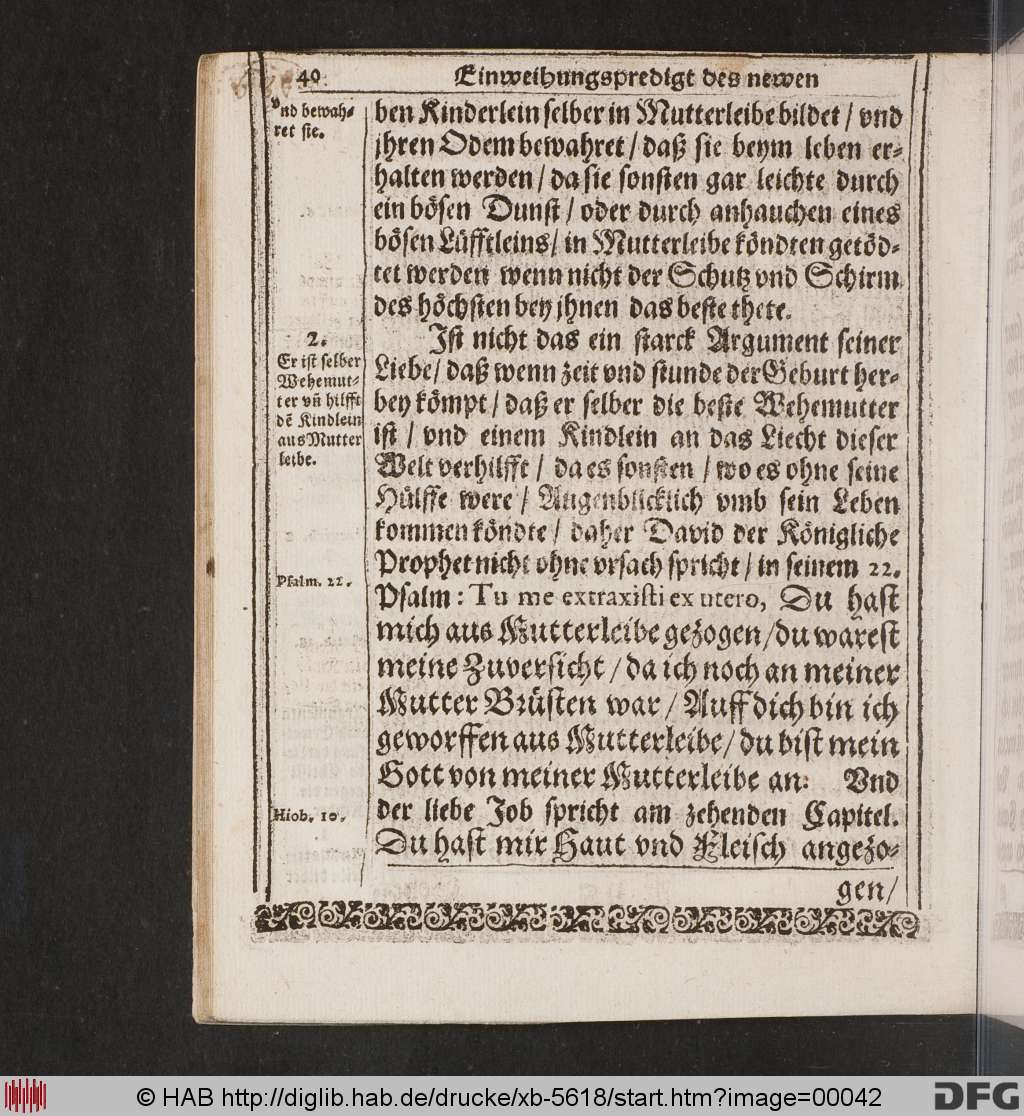 40 Einweihungspredigt des newen
Vnd bewah-
ret sie.
ben Kinderlein selber in Mutterleibe bildet / vnd
jhren Odem bewahret / daß sie beym leben er-
halten werden / da sie sonsten gar leichte durch
ein bösen Dunst / oder durch anhauchen eines
bösen Lüfftleins / in Mutterleibe köndten getöd-
tet werden wenn nicht der Schutz vnd Schirm
des höchsten bey jhnen das beste thete.
2.
Er ist selber
Wehemut-
ter vñ hilfft
dẽ Kindlein
aus Mutter
leibe.
Ist nicht das ein starck Argument seiner
Liebe / daß wenn zeit vnd stunde der Geburt her-
bey kömpt / daß er selber die beste Wehemutter
ist / vnd einem Kindlein an das Liecht dieser
Welt verhilfft / da es sonsten / wo es ohne seine
Hülffe were / Augenblicklich vmb sein Leben
kommen köndte / daher David der Königliche
Prophet nicht ohne vrsach spricht / in seinem 22.
Psalm. 22.
Psalm: Tu me extraxisti ex utero, Du hast
mich aus Mutterleibe gezogen / du warest
meine Zuversicht / da ich noch an meiner
Mutter Brüsten war / Auff dich bin ich
geworffen aus Mutterleibe / du bist mein
Gott von meiner Mutterleibe an: Vnd
Hiob. 10.
der liebe Job spricht am zehenden Capitel.
Du hast mir Haut vnd Fleisch angezo-
gen /
© HAB http://diglib.hab.de/drucke/xb-5618/start.htm?image=00042
DFG